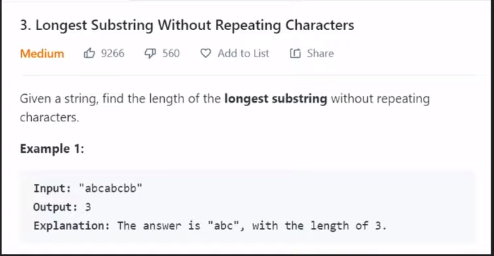 3. Longest Substring Without Repeating Characters
Medium 9266 560 Add to List Share
Given a string, find the length of the longest substring without repeating
characters.
Example 1:
Input: "abcabcbb"
Output: 3
Explanation: The answer is "abc", with the length of 3.